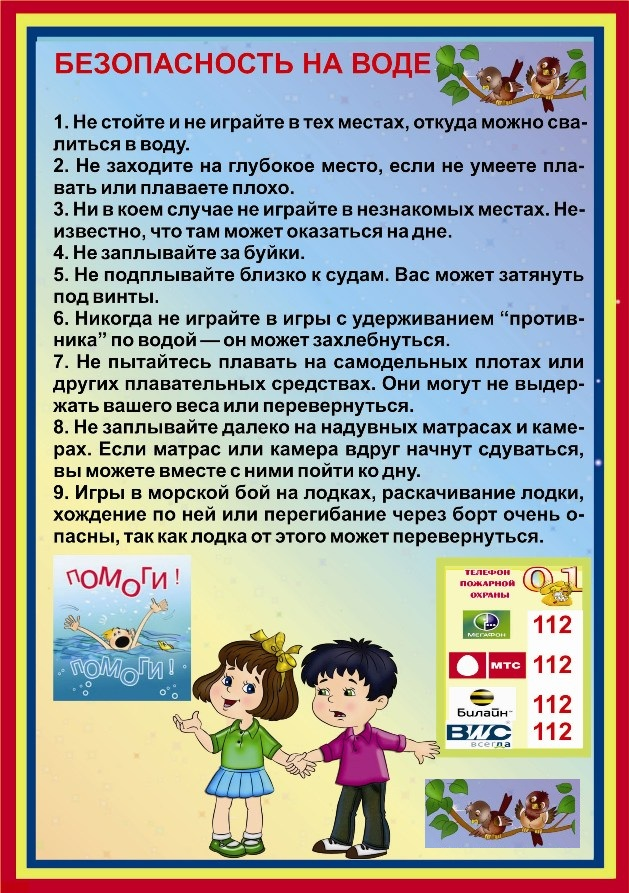 БЕЗОПАСНОСТЬ НА ВОДЕ
1. Не стойте и не играйте в тех местах, откуда можно сва-
литься в воду.
2. Не заходите на глубокое место, если не умеете пла-
вать или плаваете плохо.
3. Ни в коем случае не играйте в незнакомых местах. Не-
известно, что там может оказаться на дне.
4. Не заплывайте за буйки.
5. Не подплывайте близко к судам. Вас может затянуть
под винты.
6. Никогда не играйте в игры с удерживанием “против-
ника” по водой — он может захлебнуться.
7. Не пытайтесь плавать на самодельных плотах или
других плавательных средствах. Они могут не выдер-
жать вашего веса или перевернуться.
8. Не заплывайте далеко на надувных матрасах и каме-
рах. Если матрас или камера вдруг начнут сдуваться,
вы можете вместе с ними пойти ко дну.
9. Игры в морской бой на лодках, раскачивание лодки,
хождение по ней или перегибание через борт очень о-
пасны, так как лодка от этого может перевернуться.
ПОМОГИ!
ПОМОГИ!
ТЕЛЕФОН
ПОЖАРНОЙ
ОХРАНЫ
01
МЕГАФОН 112
МТС 112
Билайн 112
ВИС 112
всегда